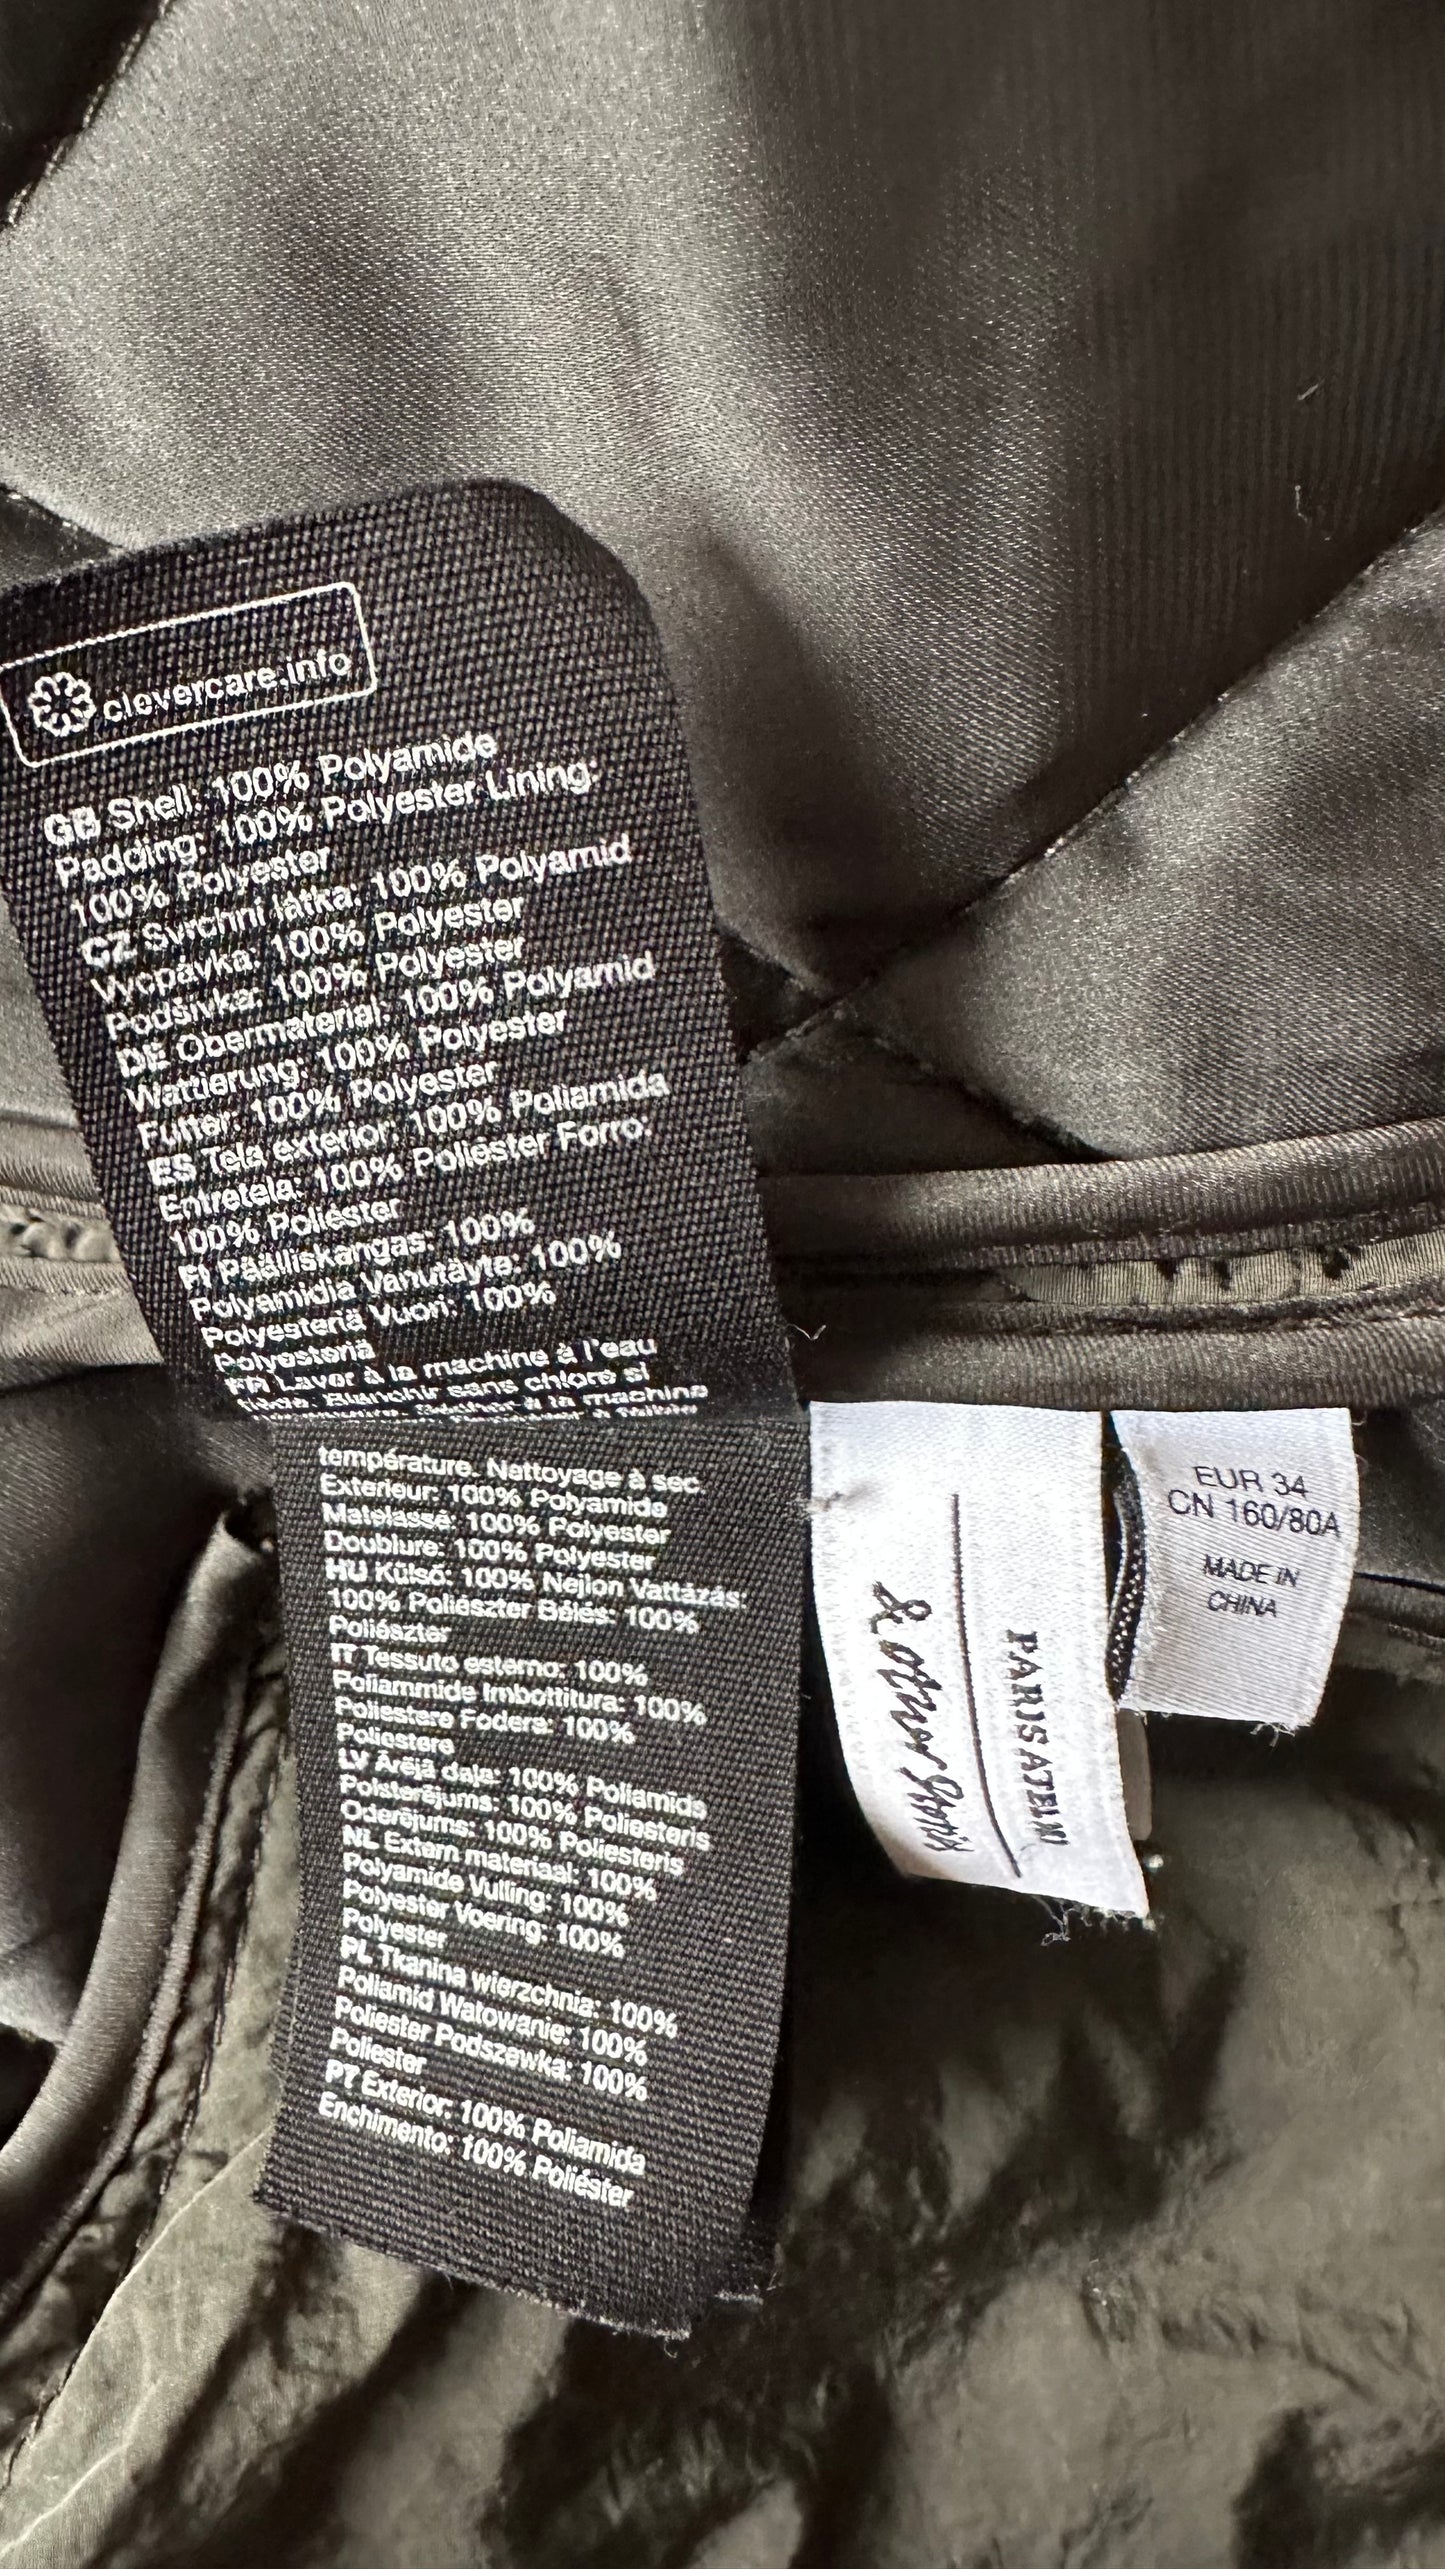 clevercare.info
GB Shell: 100% Polyamide
Padding: 100% Polyester Lining:
100% Polyester
CZ Svrchní látka: 100% Polyamid
Vycpávka: 100% Polyester
Podšívka: 100% Polyester
DE Obermaterial: 100% Polyamid
Wattierung: 100% Polyester
Futter: 100% Polyester
ES Tela exterior: 100% Poliamida
Entretela: 100% Poliéster Forro:
100% Poliéster
FI Päälliskangas: 100%
Polyamidia Vanutäyte: 100%
Polyesteriä Vuori: 100%
Polyesteriä
FR Laver à la machine à l'eau
tiède. Blanchir sans chlore si
à la machine
température. Nettoyage à sec.
Exterieur: 100% Polyamide
Matelassé: 100% Polyester
Doublure: 100% Polyester
HU Külső: 100% Nejlon Vattázás:
100% Poliészter Bélés: 100%
Poliészter
IT Tessuto esterno: 100%
Poliammide Imbottitura: 100%
Poliestere Fodera: 100%
Poliestere
LV Ārējā daļa: 100% Poliamīds
Polsterējums: 100% Poliesteris
Oderējums: 100% Poliesteris
NL Extern materiaal: 100%
Polyamide Vulling: 100%
Polyester Voering: 100%
Polyester
PL Tkanina wierzchnia: 100%
Poliamid Watowanie: 100%
Poliester Podszewka: 100%
Poliester
PT Exterior: 100% Poliamida
Enchimento: 100% Poliéster
& other Stories
PARIS ATELIER
EUR 34
CN 160/80A
MADE IN
CHINA